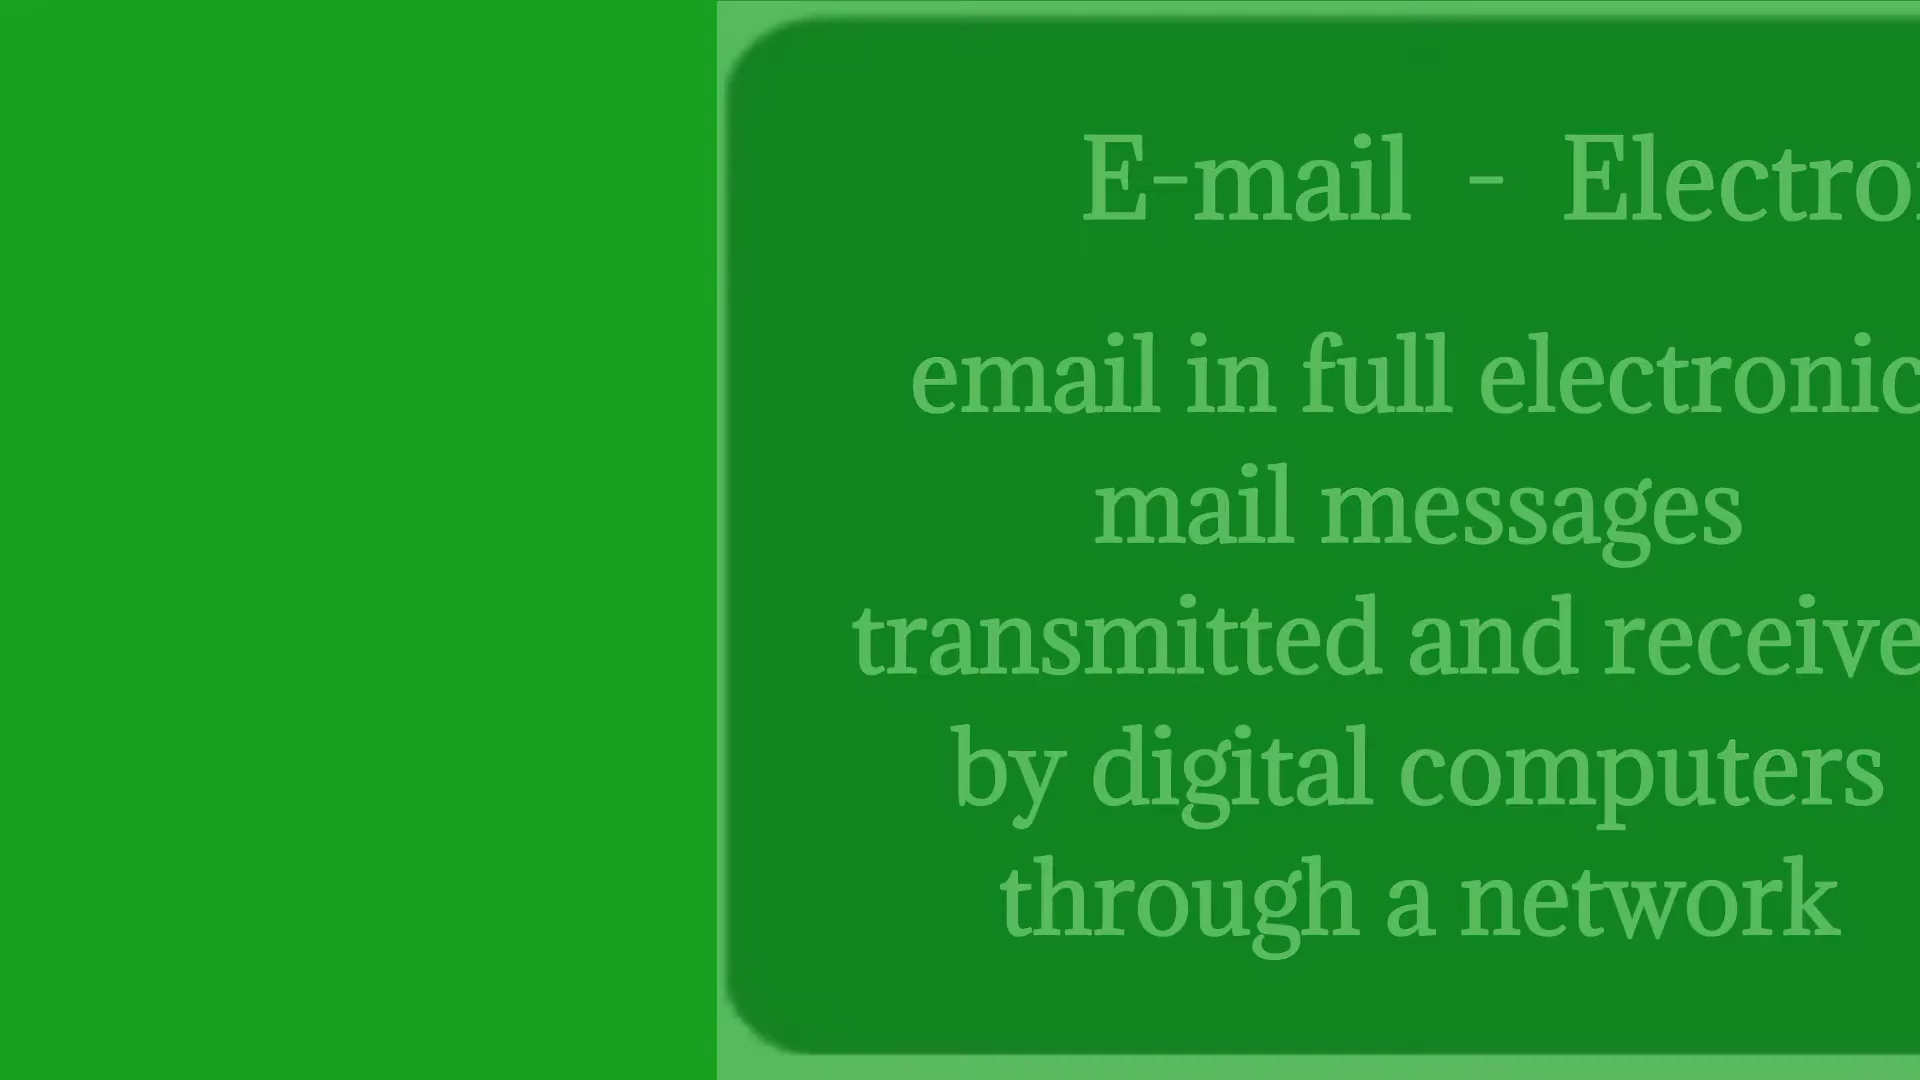 E-mail - Electro
email in full electronic
mail messages
transmitted and receive
by digital computers
through a network